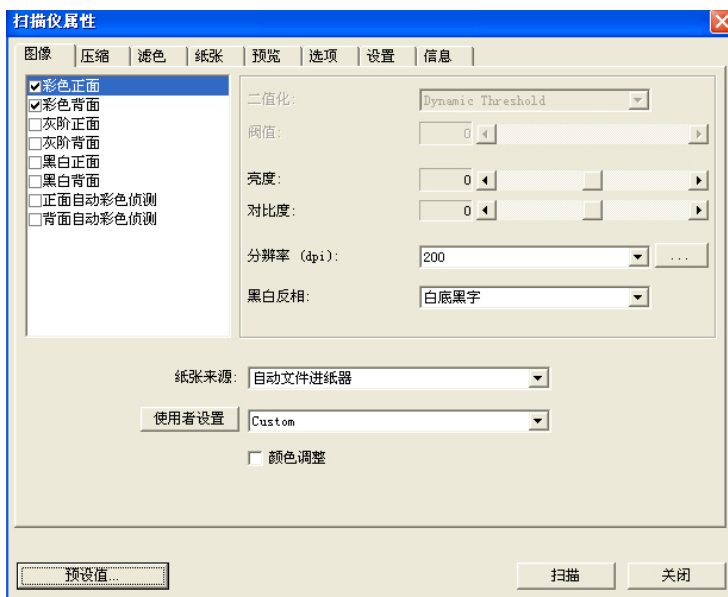 扫描仪属性
图像 压缩 滤色 纸张 预览 选项 设置 信息
彩色正面
彩色背面
灰阶正面
灰阶背面
黑白正面
黑白背面
正面自动彩色侦测
背面自动彩色侦测
二值化: Dynamic Threshold
阀值: 0
亮度: 0
对比度: 0
分辨率 (dpi): 200 ...
黑白反相: 白底黑字
纸张来源: 自动文件进纸器
使用者设置 Custom
颜色调整
预设值... 扫描 关闭